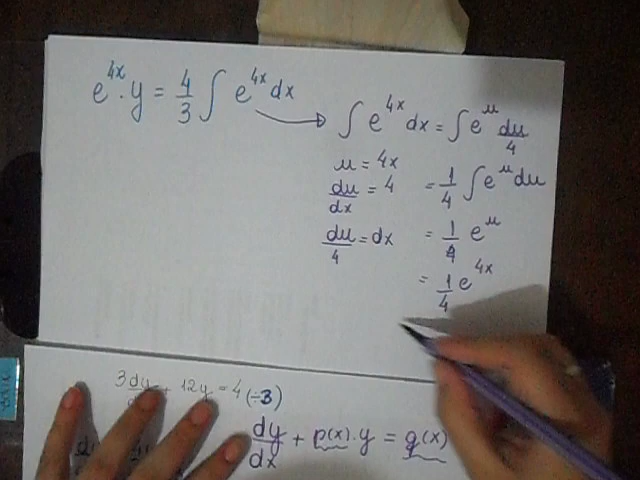 e^{4x} . y = 4/3 ∫ e^{4x} dx
∫ e^{4x} dx = ∫ e^u du/4
u = 4x
du/dx = 4
= 1/4 ∫ e^u du
du/4 = dx
= 1/4 e^u
= 1/4 e^{4x}
3dy + 12y = 4 (÷3)
dy/dx + p(x).y = q(x)